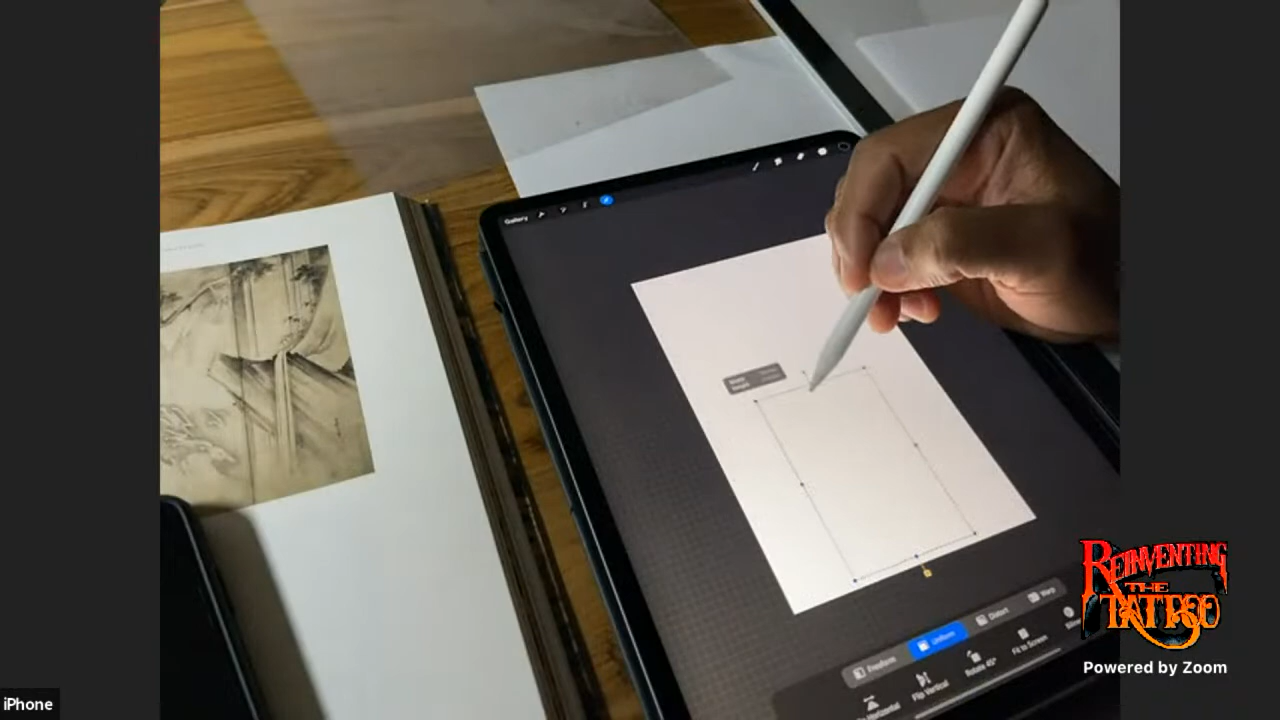 Gallery
Freeform
Uniform
Distort
Warp
Flip Vertical
Rotate 45°
Fit to Screen
REINVENTING
THE
TATTOO
Powered by Zoom
iPhone